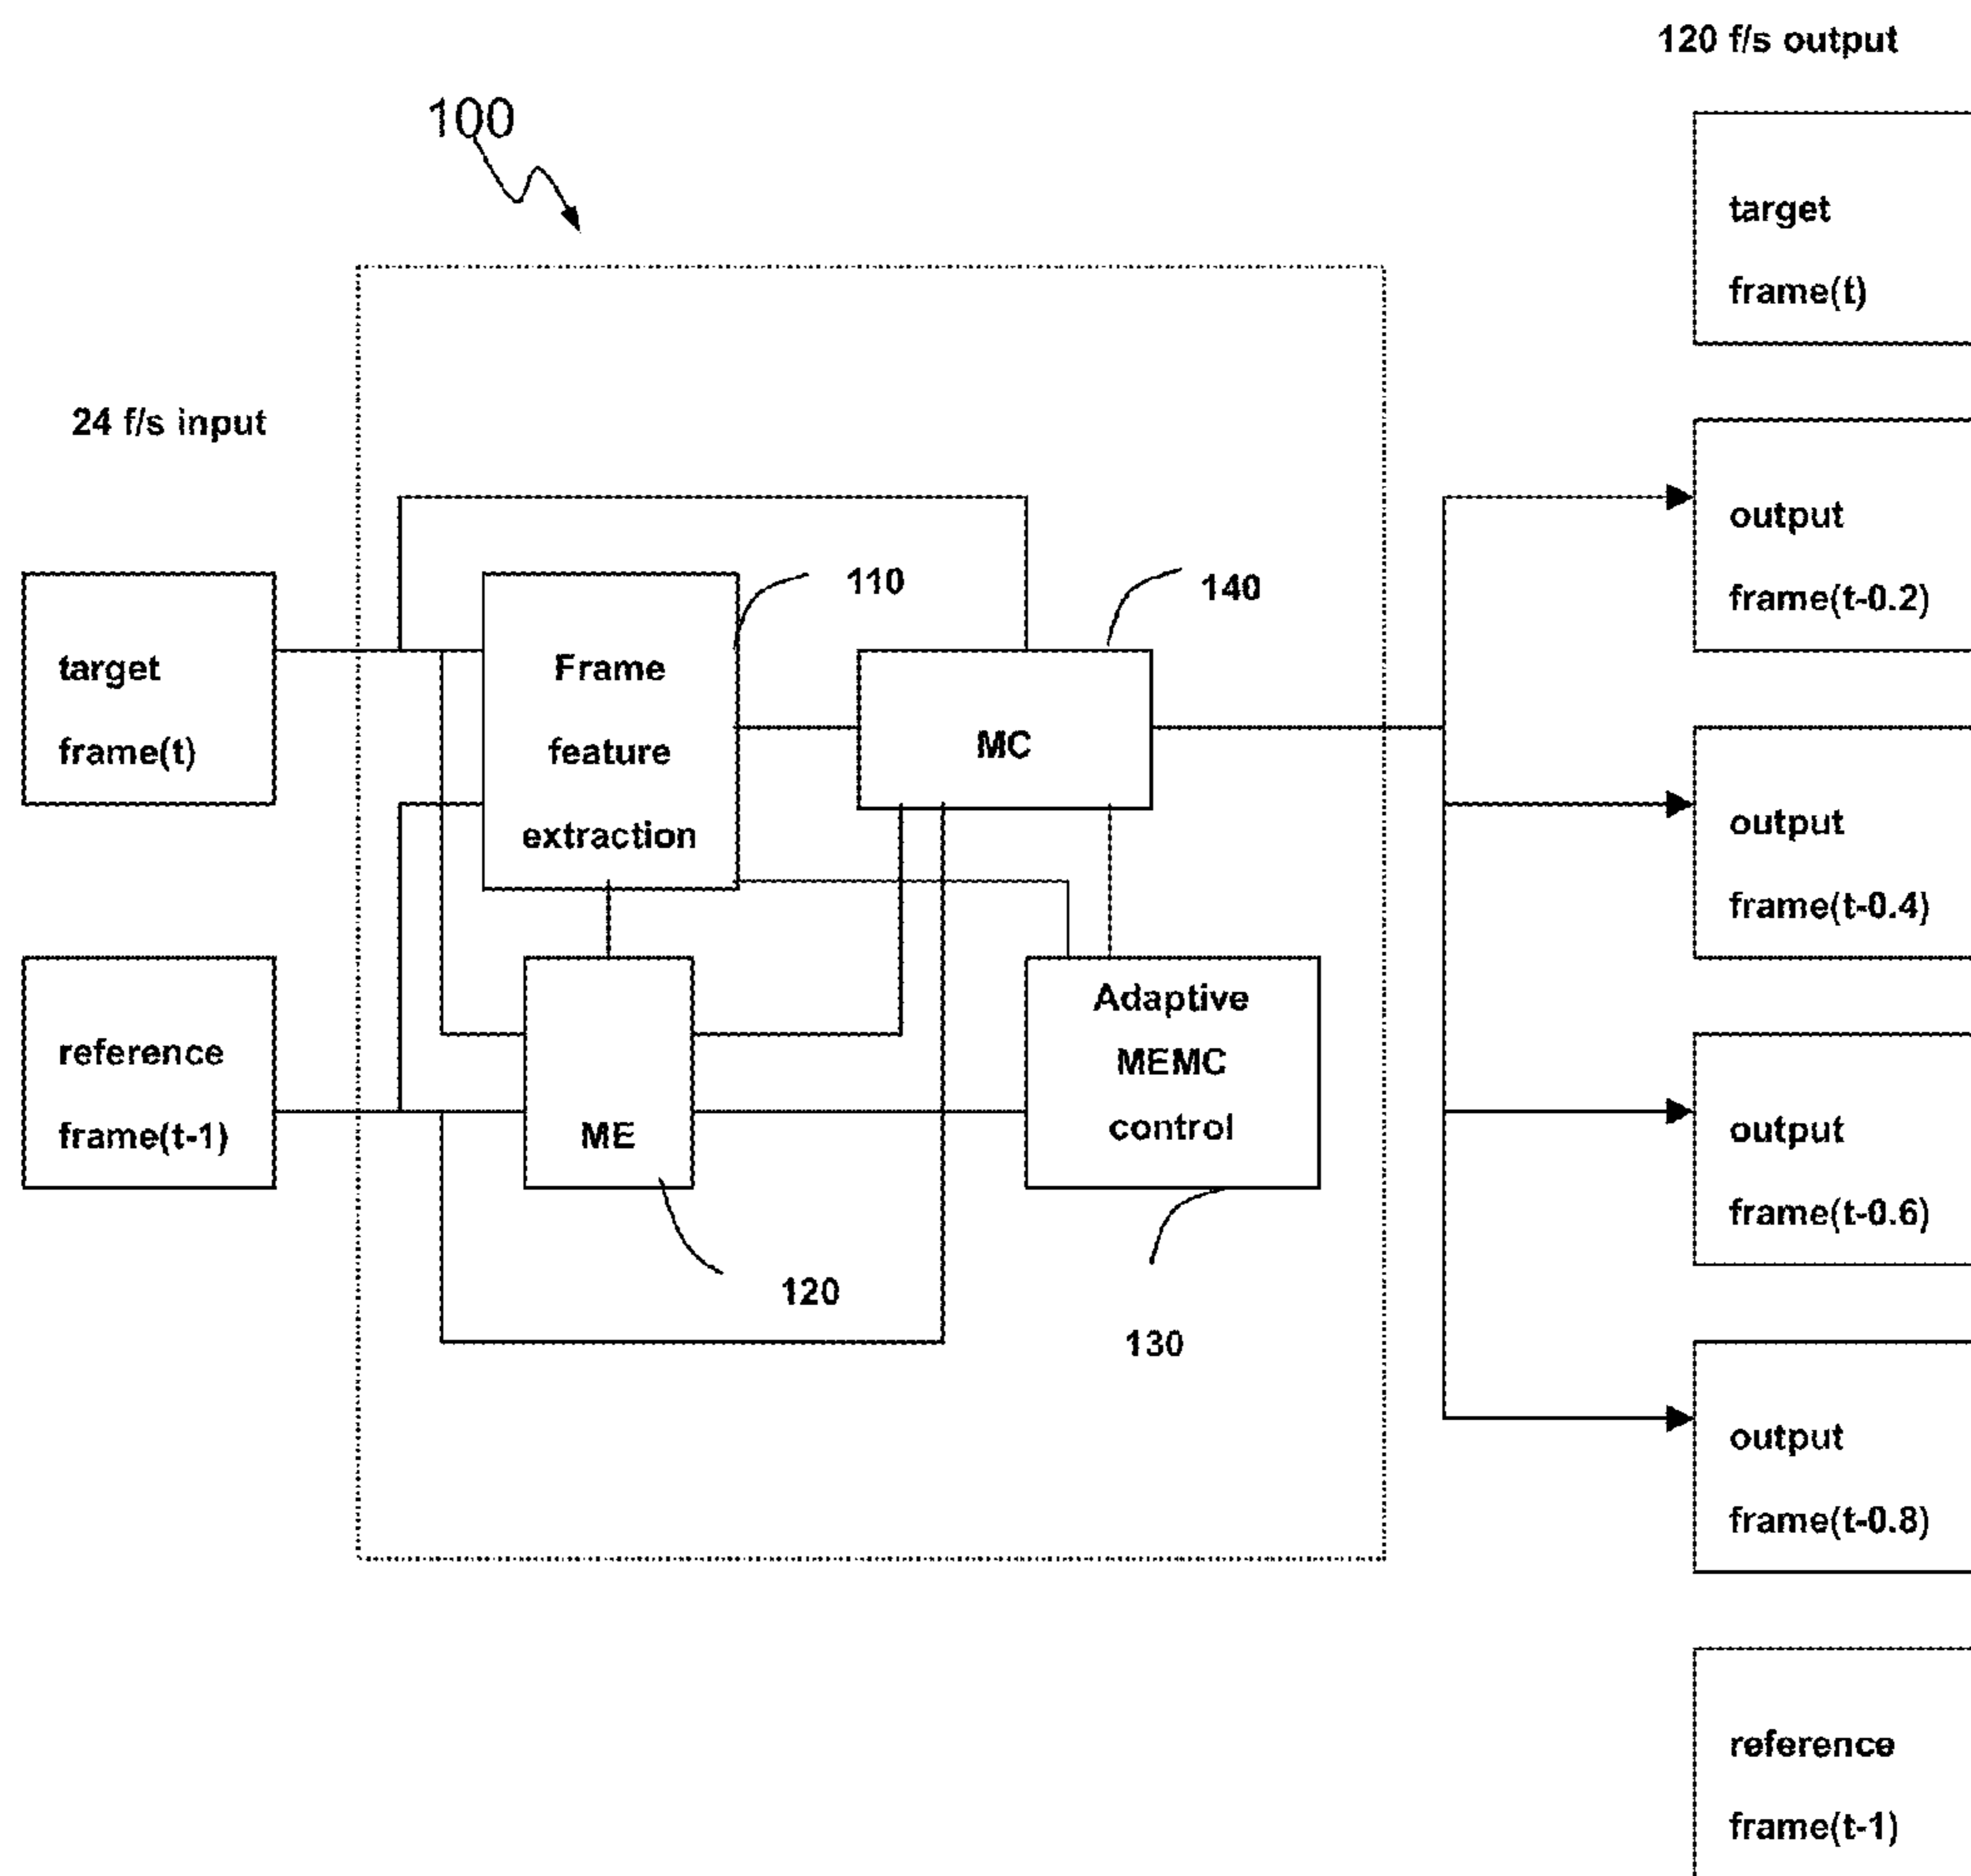 120 f/s output
100
target
frame(t)
24 f/s input
output
frame(t-0.2)
target
frame(t)
Frame
feature
extraction
110
MC
140
output
frame(t-0.4)
reference
frame(t-1)
ME
120
Adaptive
MEMC
control
130
output
frame(t-0.6)
output
frame(t-0.8)
reference
frame(t-1)